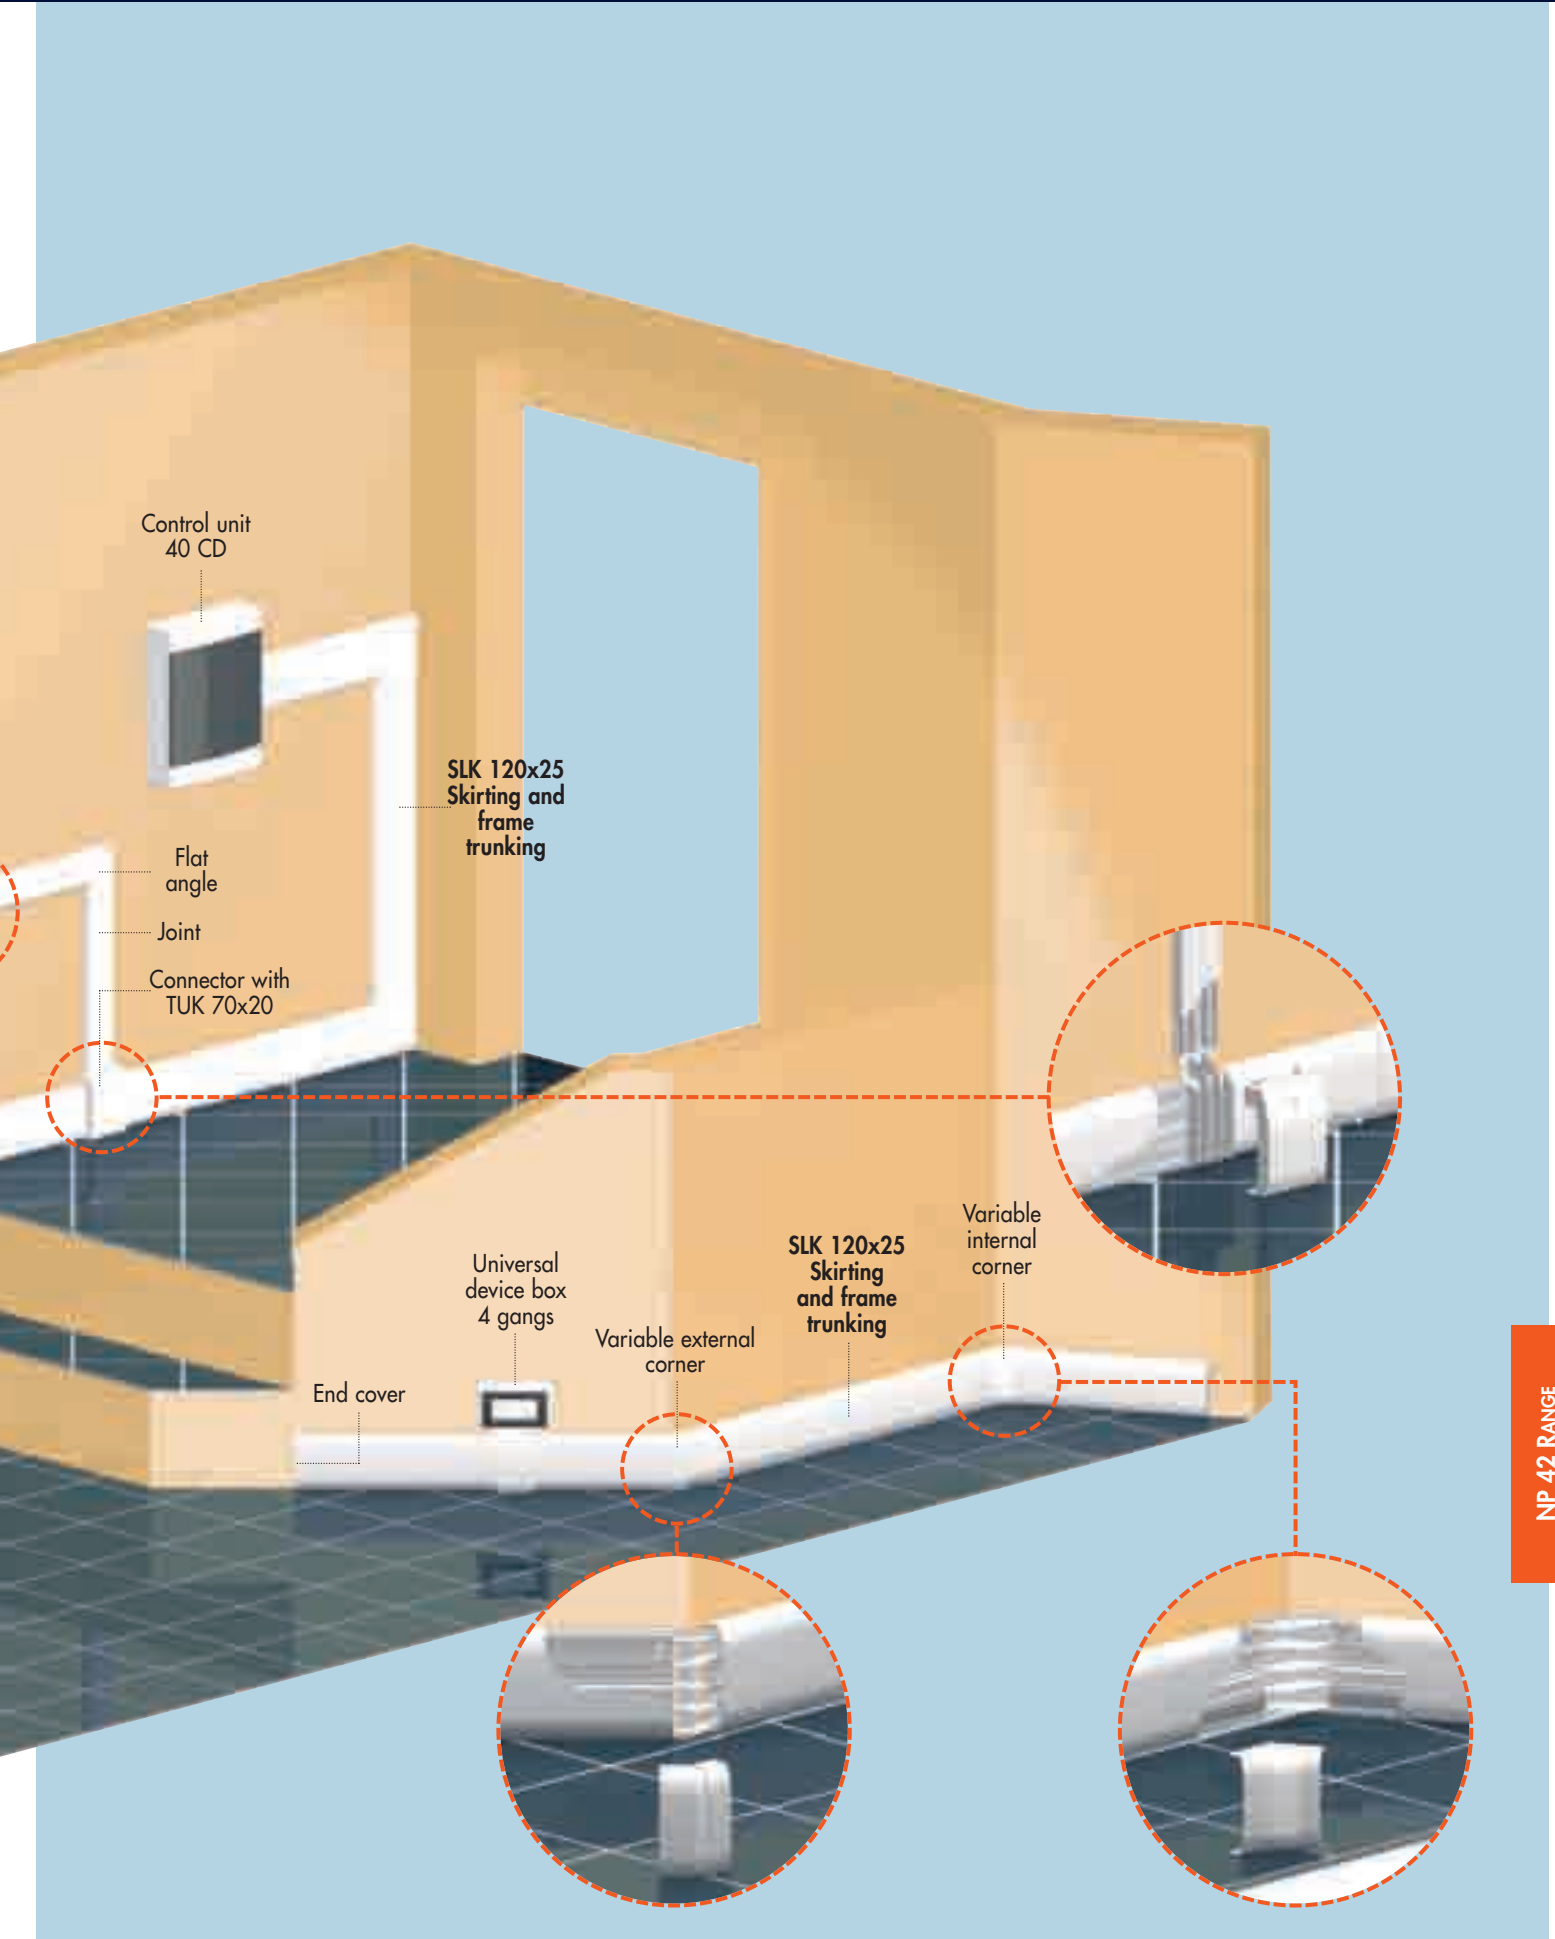 Control unit
40 CD
SLK 120x25
Skirting and
frame
trunking
Flat
angle
Joint
Connector with
TUK 70x20
Variable
internal
corner
SLK 120x25
Skirting
and frame
trunking
Universal
device box
4 gangs
Variable external
corner
End cover
NP 42 RANGE